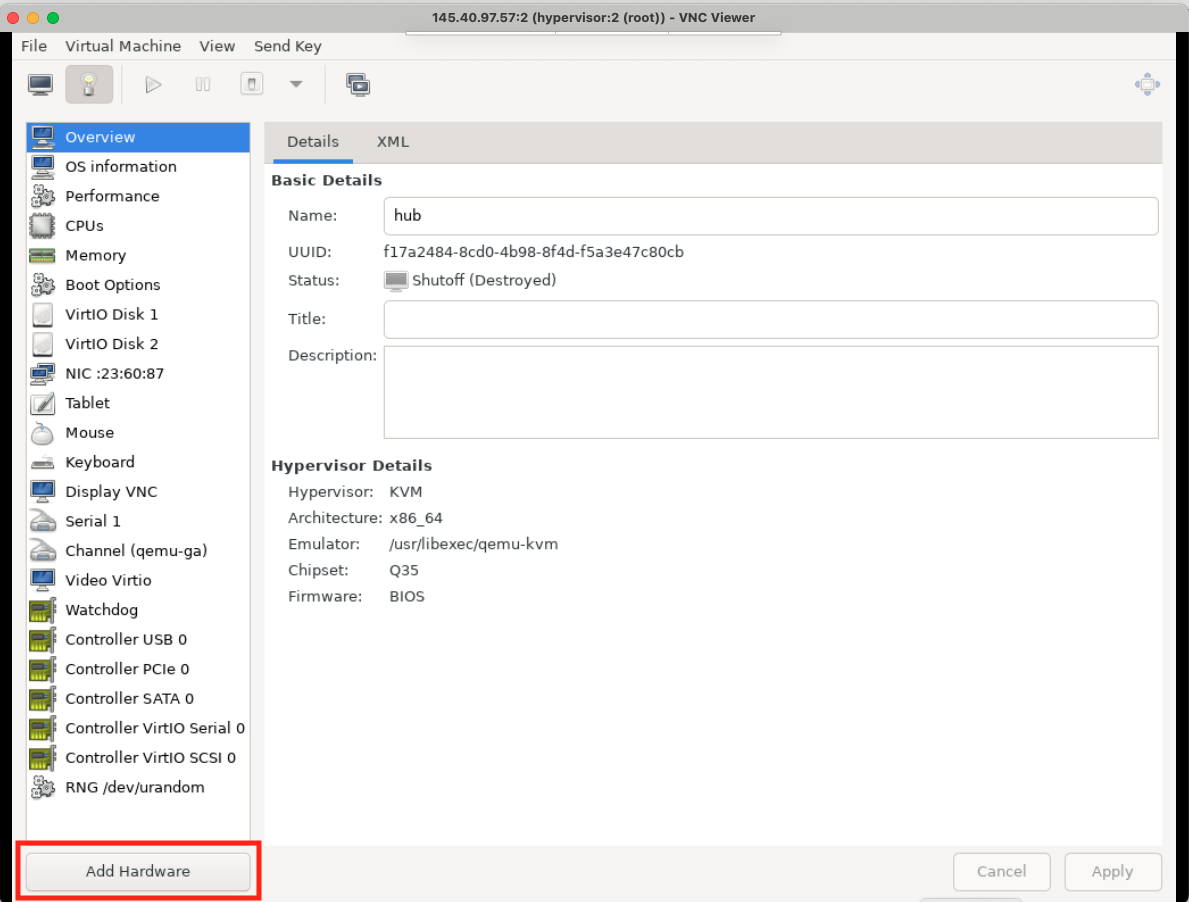 145.40.97.57:2 (hypervisor:2 (root)) - VNC Viewer
File Virtual Machine View Send Key
Overview
OS information
Performance
CPUs
Memory
Boot Options
VirtIO Disk 1
VirtIO Disk 2
NIC :23:60:87
Tablet
Mouse
Keyboard
Display VNC
Serial 1
Channel (qemu-ga)
Video Virtio
Watchdog
Controller USB 0
Controller PCIe 0
Controller SATA 0
Controller VirtIO Serial 0
Controller VirtIO SCSI 0
RNG /dev/urandom
Add Hardware
Details XML
Basic Details
Name: hub
UUID: f17a2484-8cd0-4b98-8f4d-f5a3e47c80cb
Status: Shutoff (Destroyed)
Title:
Description:
Hypervisor Details
Hypervisor: KVM
Architecture: x86_64
Emulator: /usr/libexec/qemu-kvm
Chipset: Q35
Firmware: BIOS
Cancel Apply